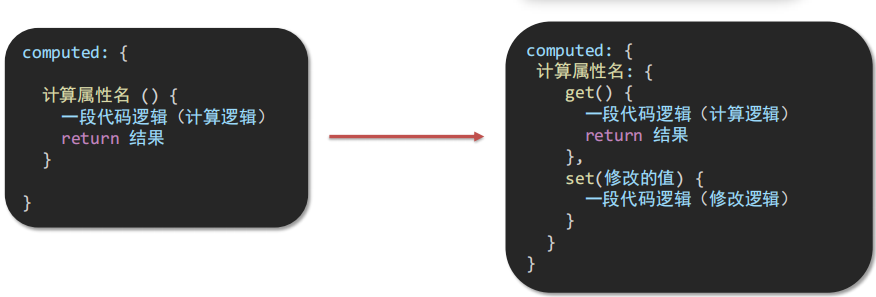 computed: {
计算属性名 () {
一段代码逻辑（计算逻辑）
return 结果
}
}
computed: {
计算属性名: {
get() {
一段代码逻辑（计算逻辑）
return 结果
},
set(修改的值) {
一段代码逻辑（修改逻辑）
}
}
}